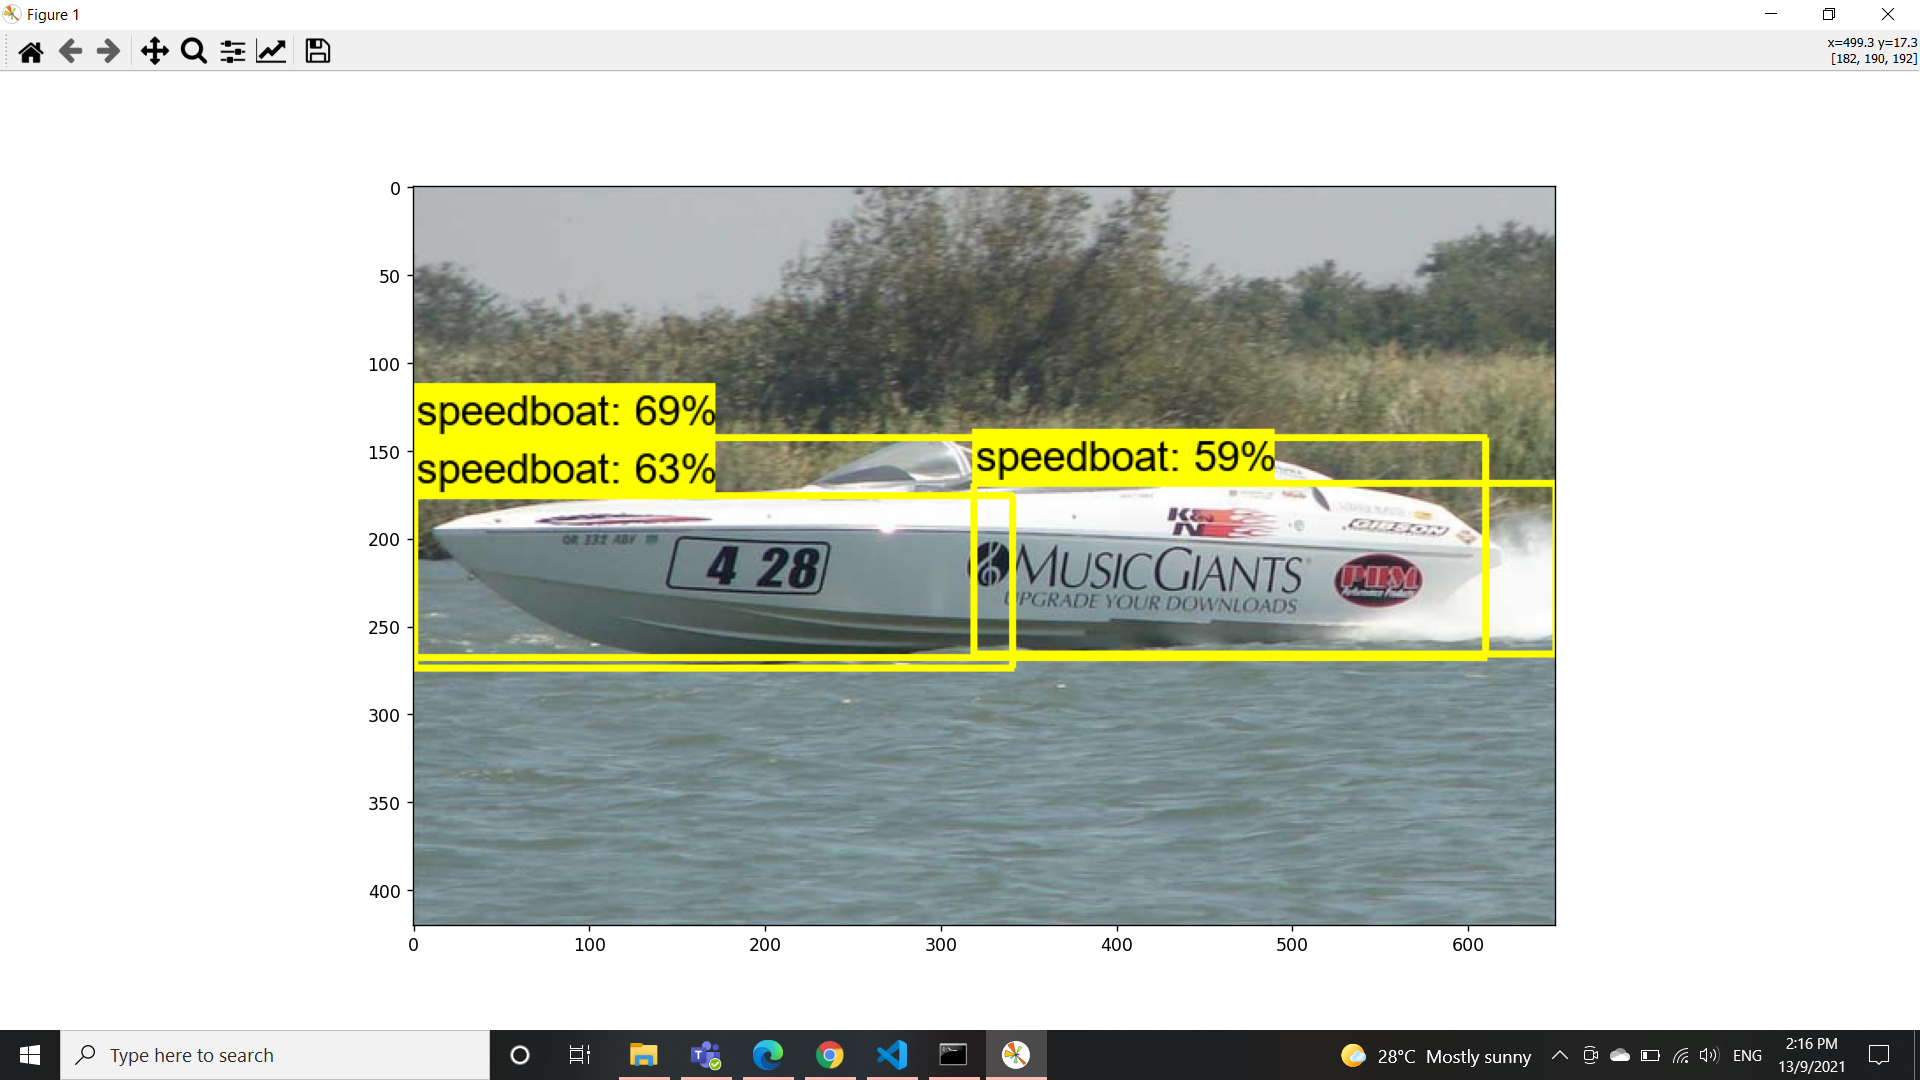 Figure 1
x=499.3 y=17.3
[182, 190, 192]
0
50
100
150
200
250
300
350
400
speedboat: 69%
speedboat: 63%
speedboat: 59%
OR 332 ABV
4 28
K&N
GIBSON
MUSICGIANTS
UPGRADE YOUR DOWNLOADS
Performance Products
0 100 200 300 400 500 600
Type here to search
28°C Mostly sunny
ENG
2:16 PM
13/9/2021